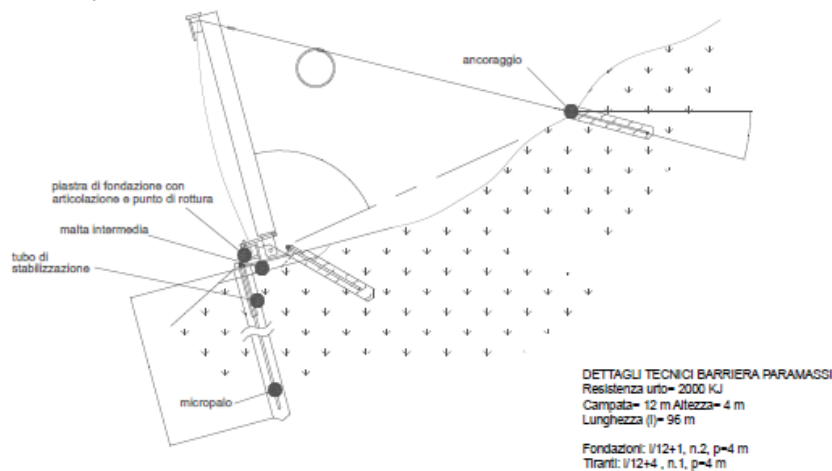 ancoraggio
piastra di fondazione con
articolazione e punto di rottura
malta intermedia
tubo di
stabilizzazione
micropalo
DETTAGLI TECNICI BARRIERA PARAMASSI
Resistenza urto= 2000 KJ
Campata= 12 m Altezza= 4 m
Lunghezza (l)= 96 m
Fondazioni: l/12+1, n.2, p=4 m
Tiranti: l/12+4 , n.1, p=4 m